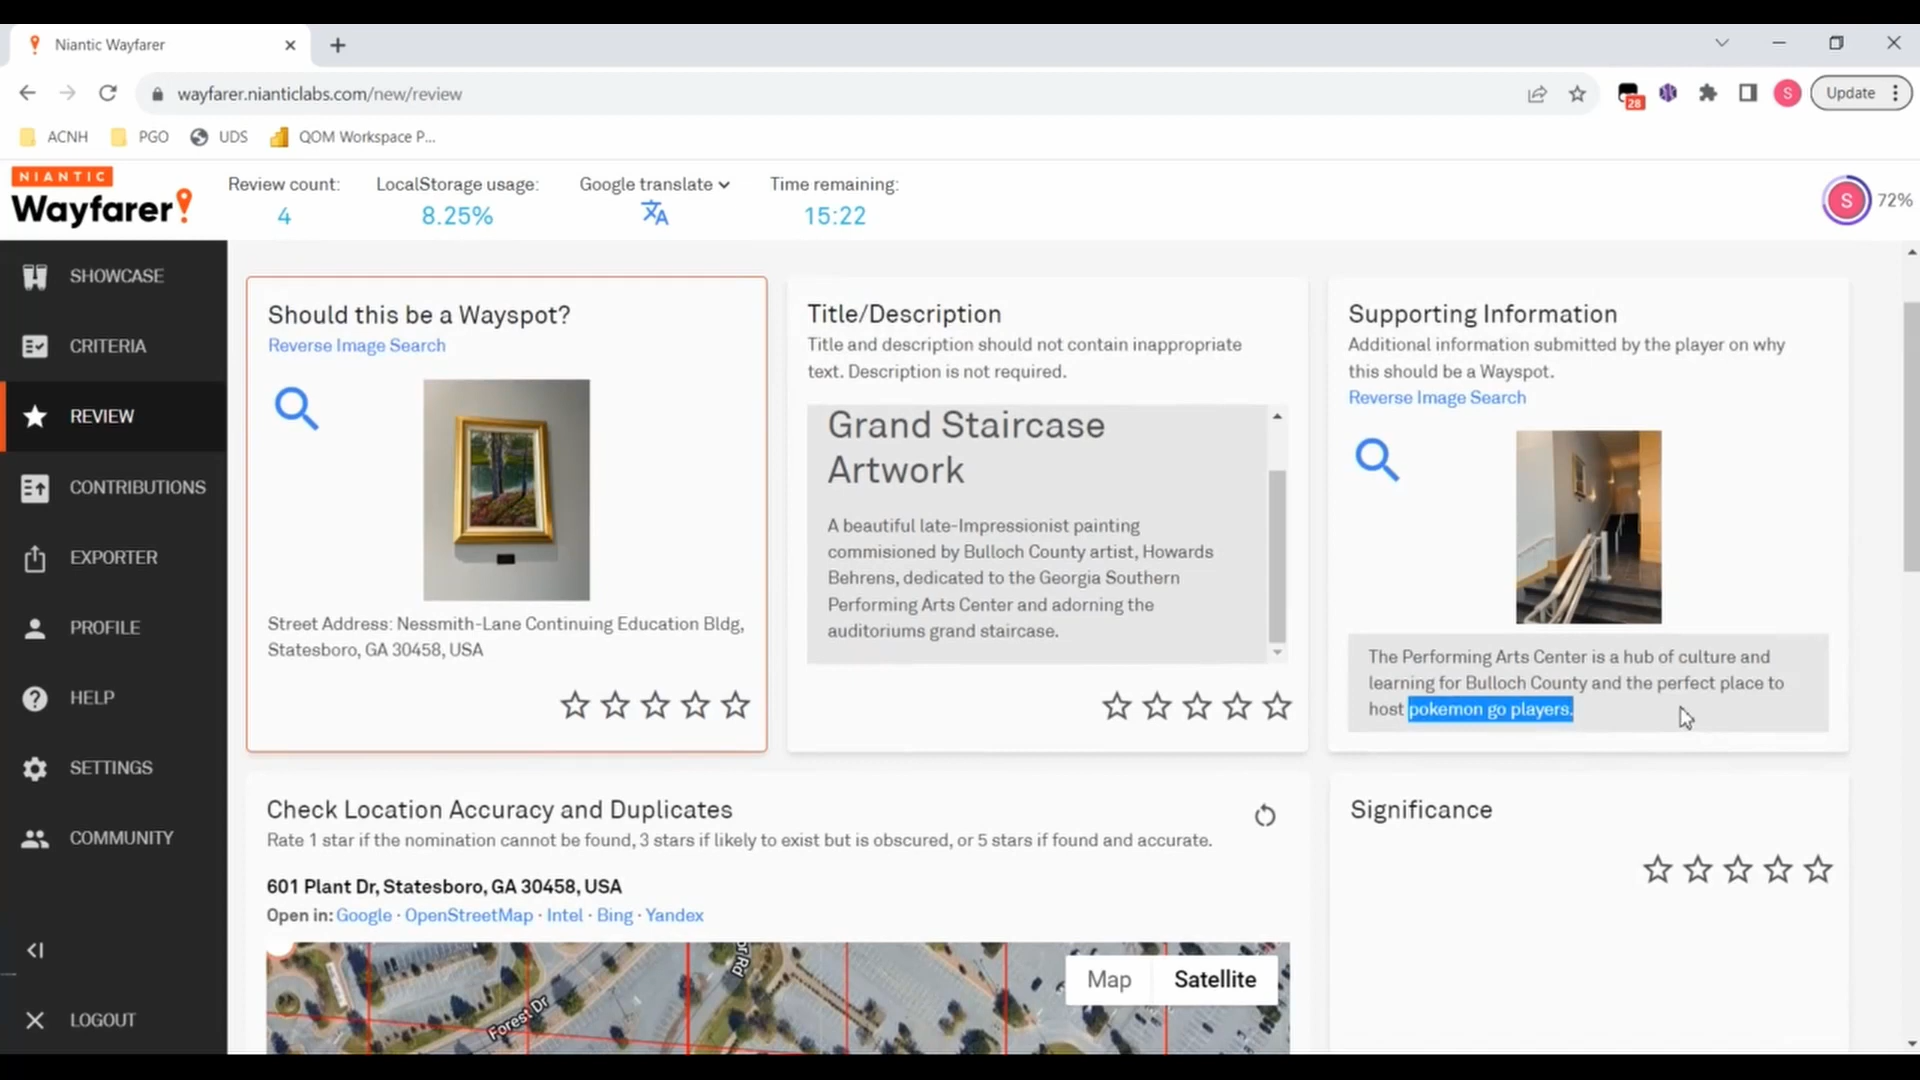 Niantic Wayfarer
wayfarer.nianticlabs.com/new/review
28
S
Update
ACNH
PGO
UDS
QOM Workspace P...
NIANTIC
Wayfarer
Review count:
4
LocalStorage usage:
8.25%
Google translate
Time remaining:
15:22
S
72%
SHOWCASE
CRITERIA
REVIEW
CONTRIBUTIONS
EXPORTER
PROFILE
HELP
SETTINGS
COMMUNITY
LOGOUT
Should this be a Wayspot?
Reverse Image Search
Street Address: Nessmith-Lane Continuing Education Bldg,
Statesboro, GA 30458, USA
Title/Description
Title and description should not contain inappropriate
text. Description is not required.
Grand Staircase
Artwork
A beautiful late-Impressionist painting
commisioned by Bulloch County artist, Howards
Behrens, dedicated to the Georgia Southern
Performing Arts Center and adorning the
auditoriums grand staircase.
Supporting Information
Additional information submitted by the player on why
this should be a Wayspot.
Reverse Image Search
The Performing Arts Center is a hub of culture and
learning for Bulloch County and the perfect place to
host pokemon go players.
Check Location Accuracy and Duplicates
Rate 1 star if the nomination cannot be found, 3 stars if likely to exist but is obscured, or 5 stars if found and accurate.
601 Plant Dr, Statesboro, GA 30458, USA
Open in: Google · OpenStreetMap · Intel · Bing · Yandex
Forest Dr
Map
Satellite
Significance